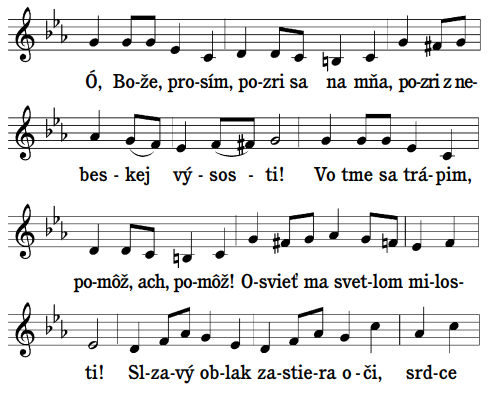 Ó, Bo-že, pro-sím, po-zri sa na mňa, po-zri z ne-
bes - kej vý - sos - ti! Vo tme sa trá-pim,
po-môž, ach, po-môž! O-svieť ma svet-lom mi-los-
ti! Sl-za-vý ob-lak za-stie-ra o-či, srd-ce